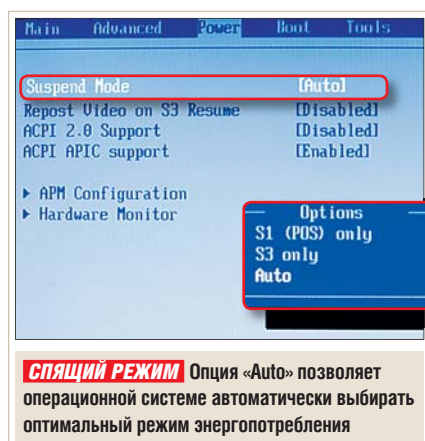 Main Advanced Power Boot Tools
Suspend Mode [Auto]
Repost Video on S3 Resume [Disabled]
ACPI 2.0 Support [Disabled]
ACPI APIC support [Enabled]
▶ APM Configuration
▶ Hardware Monitor
Options
S1 (POS) only
S3 only
Auto
СПЯЩИЙ РЕЖИМ Опция «Auto» позволяет
операционной системе автоматически выбирать
оптимальный режим энергопотребления